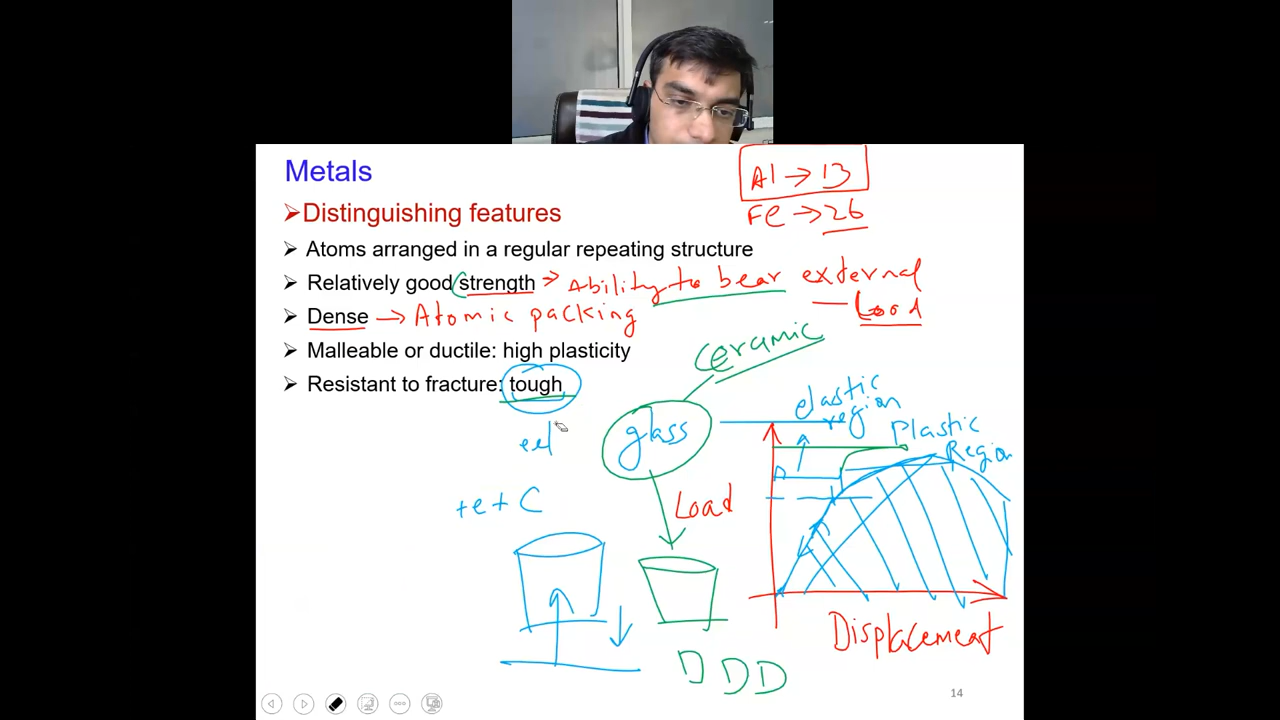 Al → 13
Metals
Fe → 26
➢Distinguishing features
➢ Atoms arranged in a regular repeating structure
➢ Relatively good strength → Ability to bear external
Load
➢ Dense → Atomic packing
➢ Malleable or ductile: high plasticity
ceramic
➢ Resistant to fracture: tough
elastic
region
glass
Plastic
Region
Load
Displacement
D D D
14